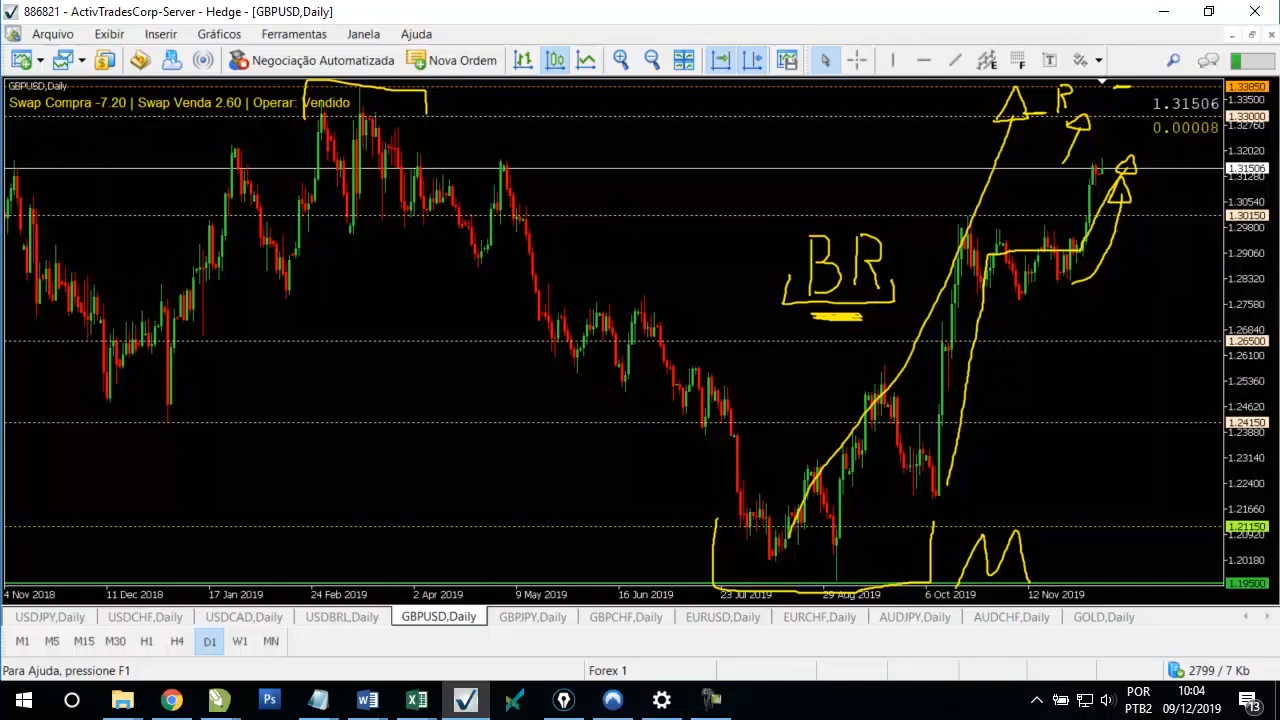 886821 - ActivTradesCorp-Server - Hedge - [GBPUSD,Daily]
Arquivo Exibir Inserir Gráficos Ferramentas Janela Ajuda
Negociação Automatizada Nova Ordem
GBPUSD,Daily
Swap Compra -7.20 | Swap Venda 2.60 | Operar: Vendido
R
1.31506
0.00008
BR
M
1.33850
1.33500
1.33000
1.32760
1.32020
1.31506
1.31280
1.30540
1.30150
1.29060
1.28320
1.27580
1.26840
1.26500
1.26100
1.25360
1.24620
1.24150
1.23880
1.23140
1.22400
1.21660
1.21150
1.20920
1.20180
1.19500
4 Nov 2018 11 Dec 2018 17 Jan 2019 24 Feb 2019 2 Apr 2019 9 May 2019 16 Jun 2019 23 Jul 2019 29 Aug 2019 6 Oct 2019 12 Nov 2019
USDJPY,Daily USDCHF,Daily USDCAD,Daily USDBRL,Daily GBPUSD,Daily GBPJPY,Daily GBPCHF,Daily EURUSD,Daily EURCHF,Daily AUDJPY,Daily AUDCHF,Daily GOLD,Daily
M1 M5 M15 M30 H1 H4 D1 W1 MN
Para Ajuda, pressione F1 Forex 1 2799 / 7 Kb
POR 10:04
PTB2 09/12/2019 13